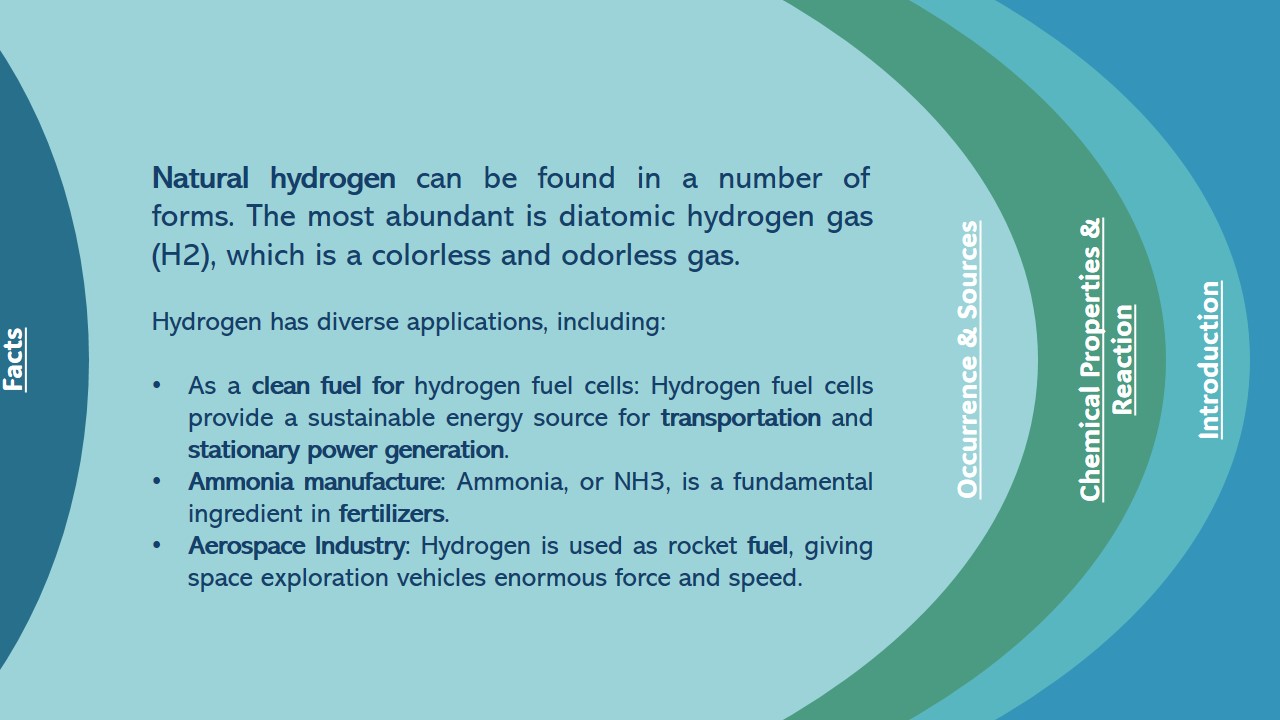 Natural hydrogen can be found in a number of
forms. The most abundant is diatomic hydrogen gas
(H2), which is a colorless and odorless gas.
Hydrogen has diverse applications, including:
• As a clean fuel for hydrogen fuel cells: Hydrogen fuel cells
provide a sustainable energy source for transportation and
stationary power generation.
• Ammonia manufacture: Ammonia, or NH3, is a fundamental
ingredient in fertilizers.
• Aerospace Industry: Hydrogen is used as rocket fuel, giving
space exploration vehicles enormous force and speed.
Facts
Occurrence & Sources
Chemical Properties &
Reaction
Introduction